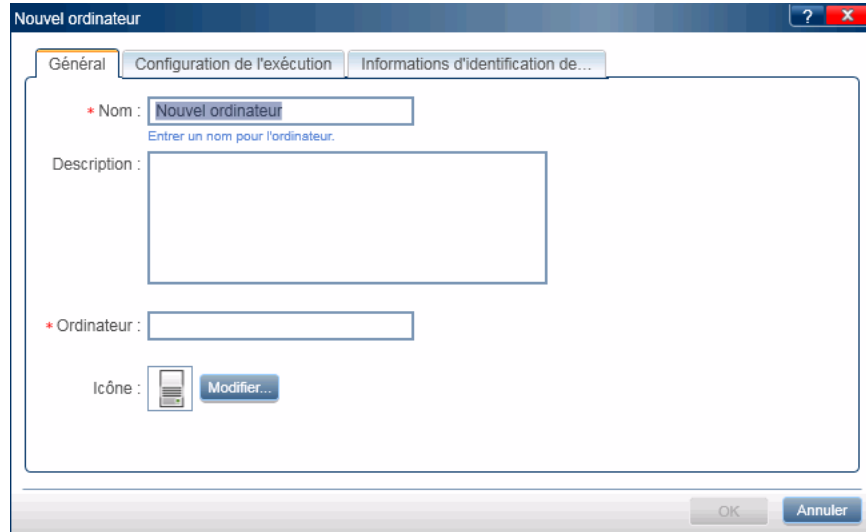 Nouvel ordinateur
? X
Général Configuration de l'exécution Informations d'identification de...
* Nom : Nouvel ordinateur
Entrer un nom pour l'ordinateur.
Description :
* Ordinateur :
Icône : Modifier...
OK Annuler